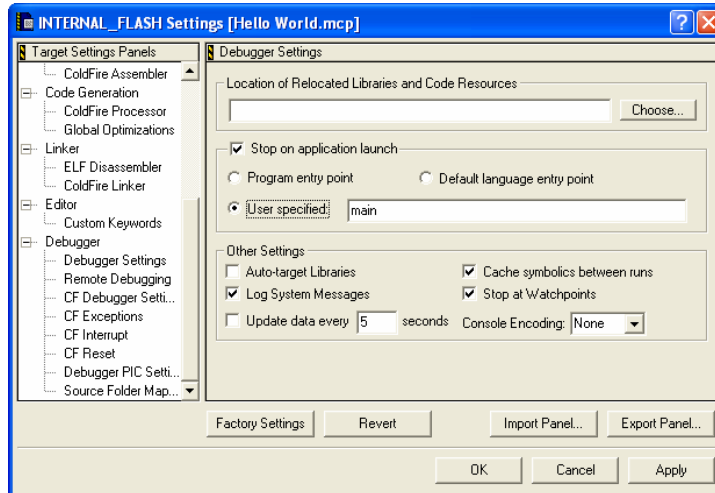 INTERNAL_FLASH Settings [Hello World.mcp]
Target Settings Panels
ColdFire Assembler
Code Generation
ColdFire Processor
Global Optimizations
Linker
ELF Disassembler
ColdFire Linker
Editor
Custom Keywords
Debugger
Debugger Settings
Remote Debugging
CF Debugger Setti...
CF Exceptions
CF Interrupt
CF Reset
Debugger PIC Setti...
Source Folder Map...
Debugger Settings
Location of Relocated Libraries and Code Resources
Choose...
Stop on application launch
Program entry point Default language entry point
User specified: main
Other Settings
Auto-target Libraries Cache symbolics between runs
Log System Messages Stop at Watchpoints
Update data every 5 seconds Console Encoding: None
Factory Settings Revert Import Panel... Export Panel...
OK Cancel Apply